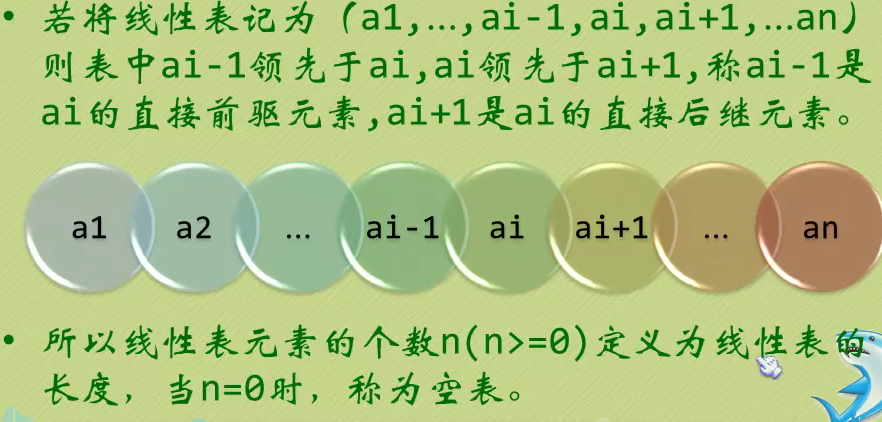 • 若将线性表记为（a1,…,ai-1,ai,ai+1,…an）
则表中ai-1领先于ai,ai领先于ai+1,称ai-1是
ai的直接前驱元素,ai+1是ai的直接后继元素。
a1 a2 … ai-1 ai ai+1 … an
• 所以线性表元素的个数n(n>=0)定义为线性表的
长度，当n=0时，称为空表。